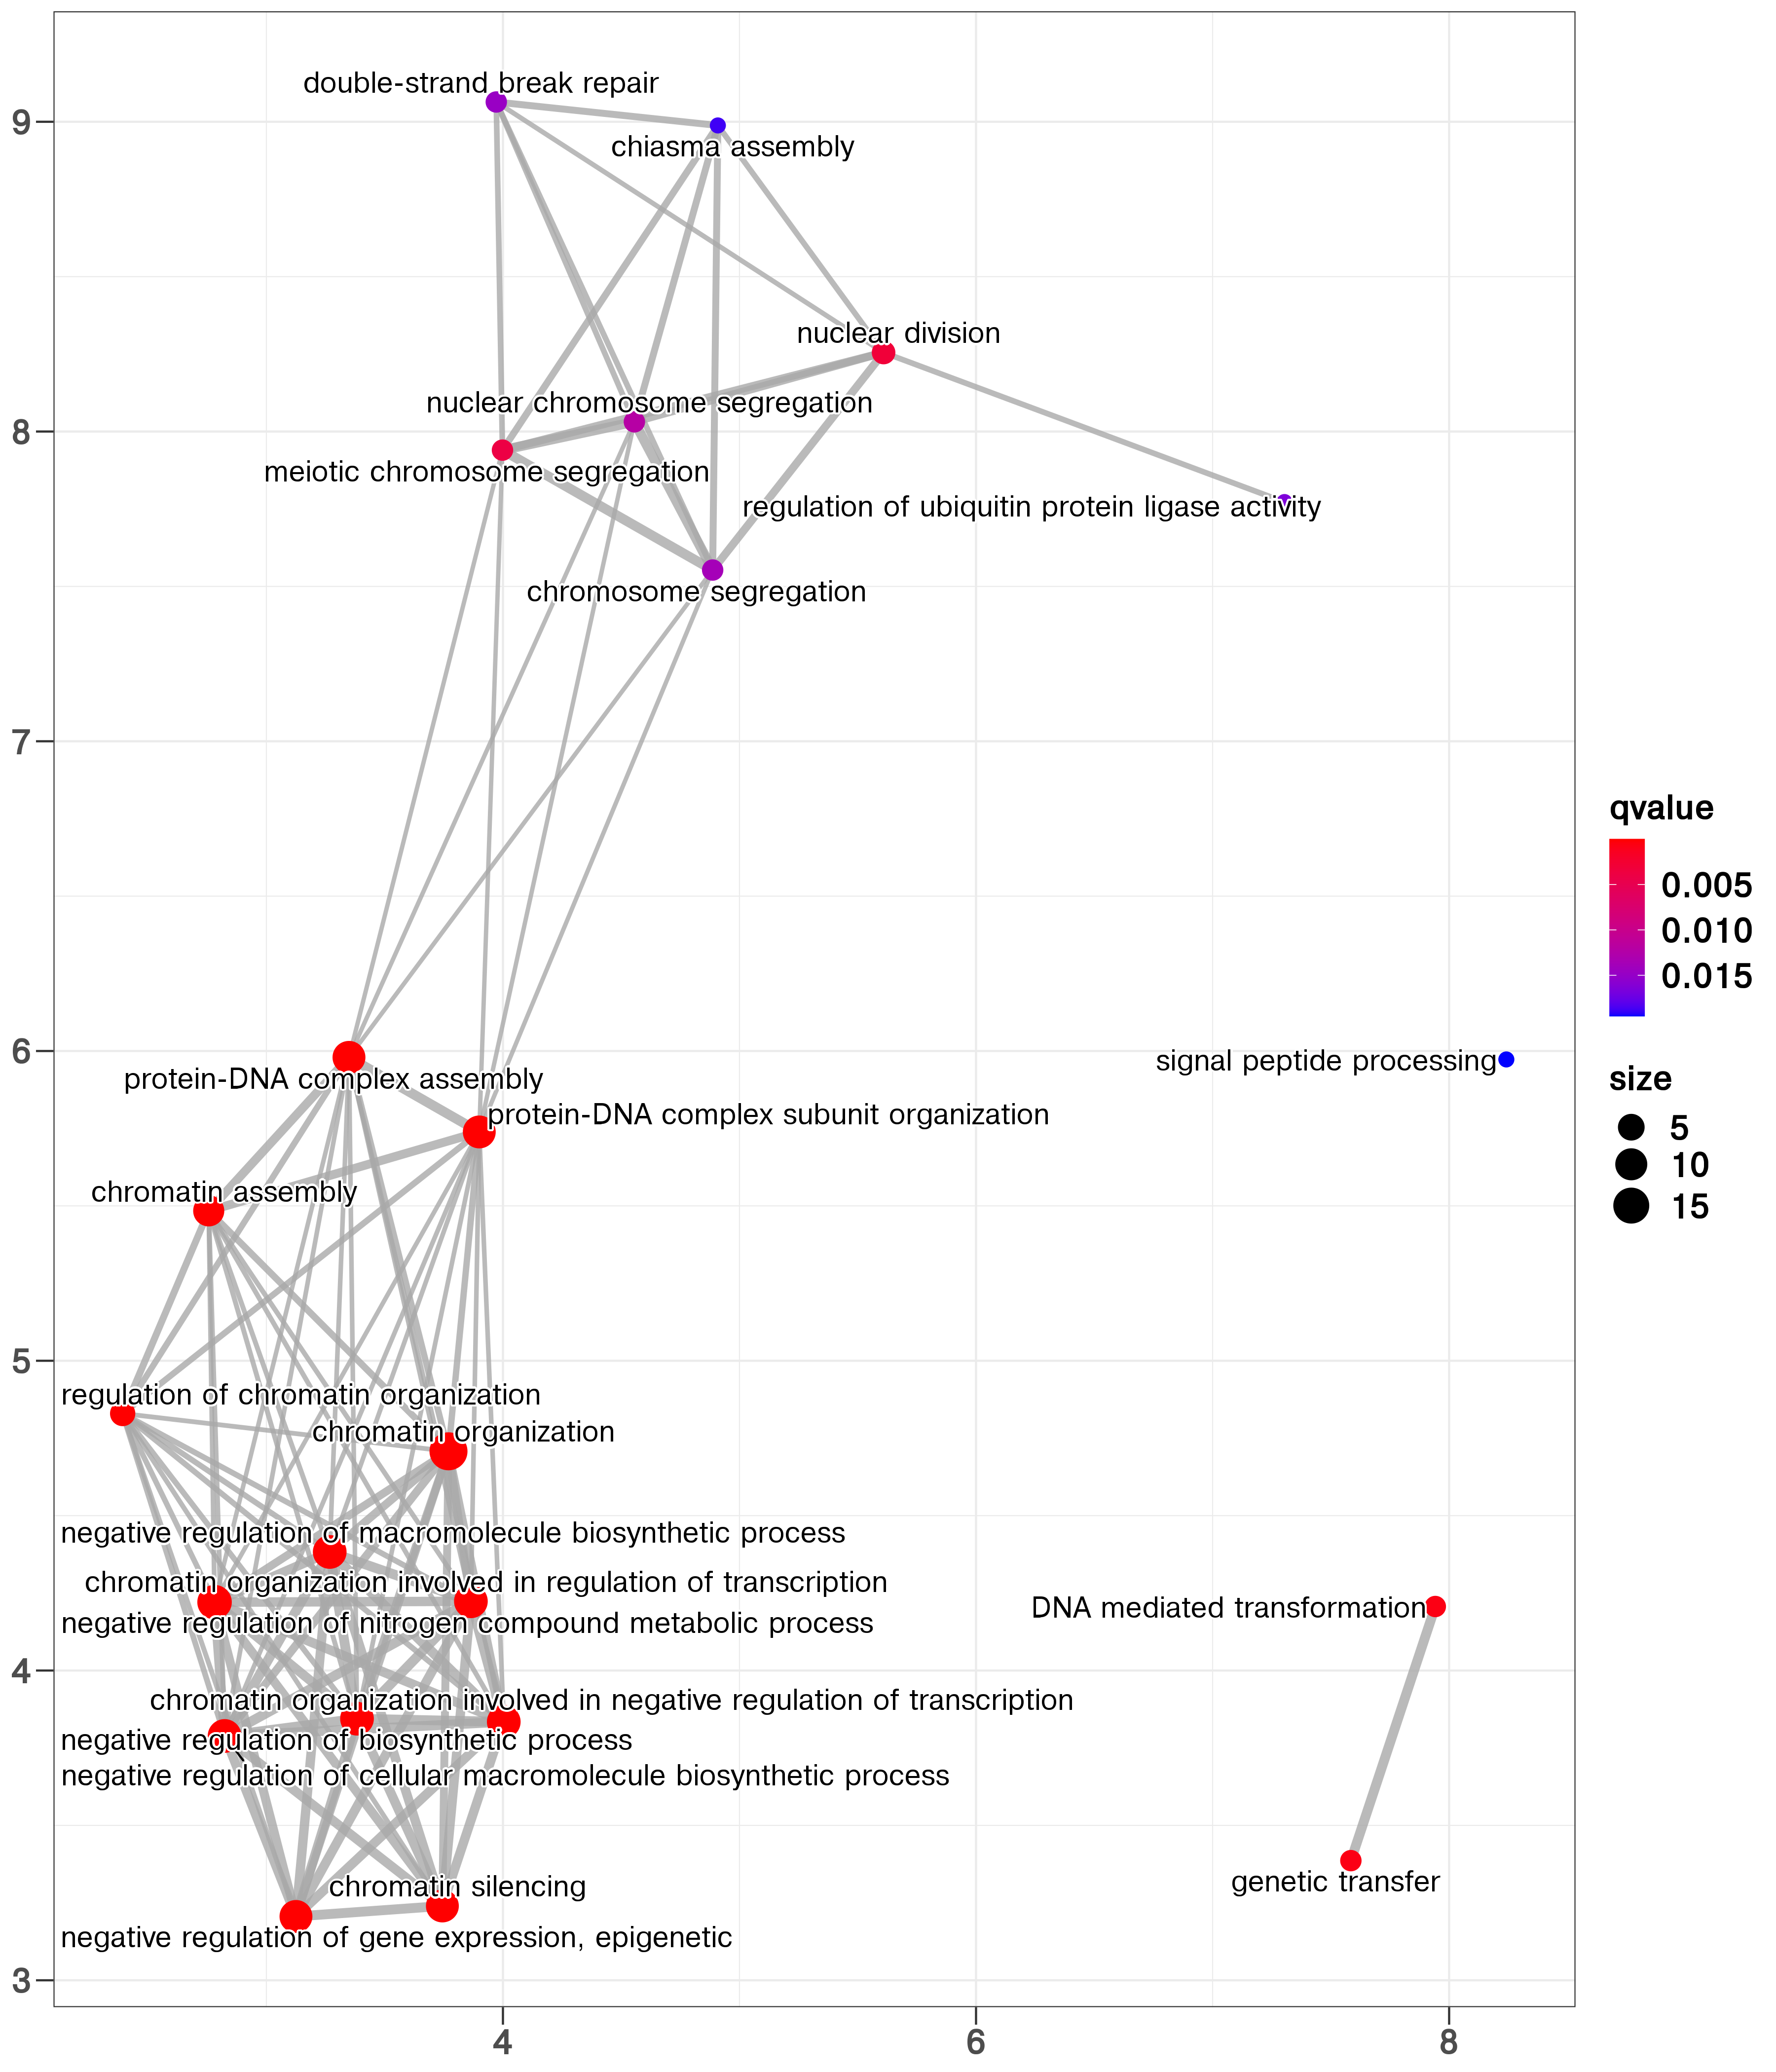 double-strand break repair
9
chiasma assembly
nuclear division
nuclear chromosome segregation
8
meiotic chromosome segregation
regulation of ubiquitin protein ligase activity
chromosome segregation
7
qvalue
0.005
0.010
0.015
6
signal peptide processing
protein-DNA complex assembly
size
5
10
15
protein-DNA complex subunit organization
chromatin assembly
5
regulation of chromatin organization
chromatin organization
negative regulation of macromolecule biosynthetic process
chromatin organization involved in regulation of transcription
DNA mediated transformation
negative regulation of nitrogen compound metabolic process
4
chromatin organization involved in negative regulation of transcription
negative regulation of biosynthetic process
negative regulation of cellular macromolecule biosynthetic process
genetic transfer
chromatin silencing
negative regulation of gene expression, epigenetic
3
4
6
8